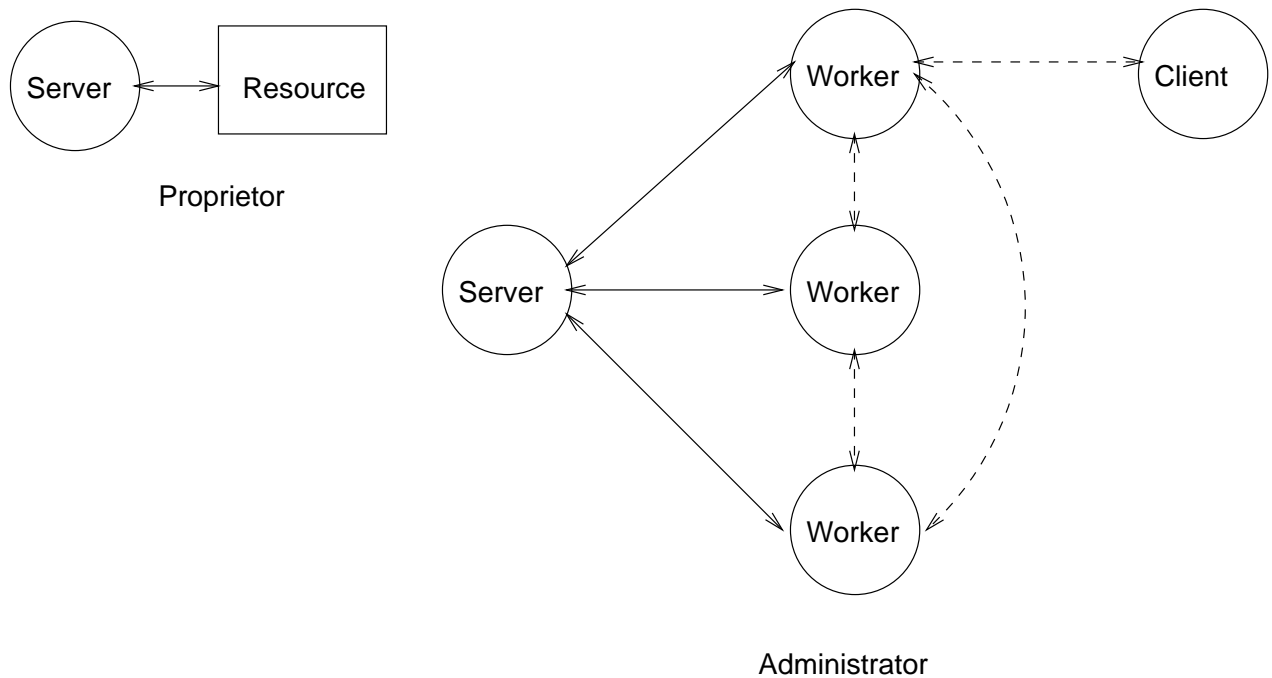 Server
Resource
Proprietor
Worker
Client
Server
Worker
Worker
Administrator